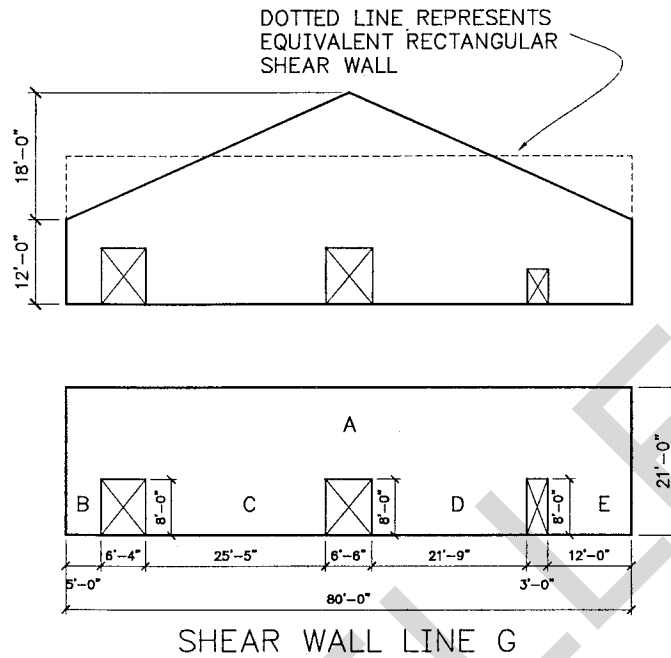 DOTTED LINE REPRESENTS
EQUIVALENT RECTANGULAR
SHEAR WALL
18'-0"
12'-0"
A
B
C
D
E
8'-0"
8'-0"
8'-0"
21'-0"
6'-4"
25'-5"
6'-6"
21'-9"
12'-0"
5'-0"
3'-0"
80'-0"
SHEAR WALL LINE G